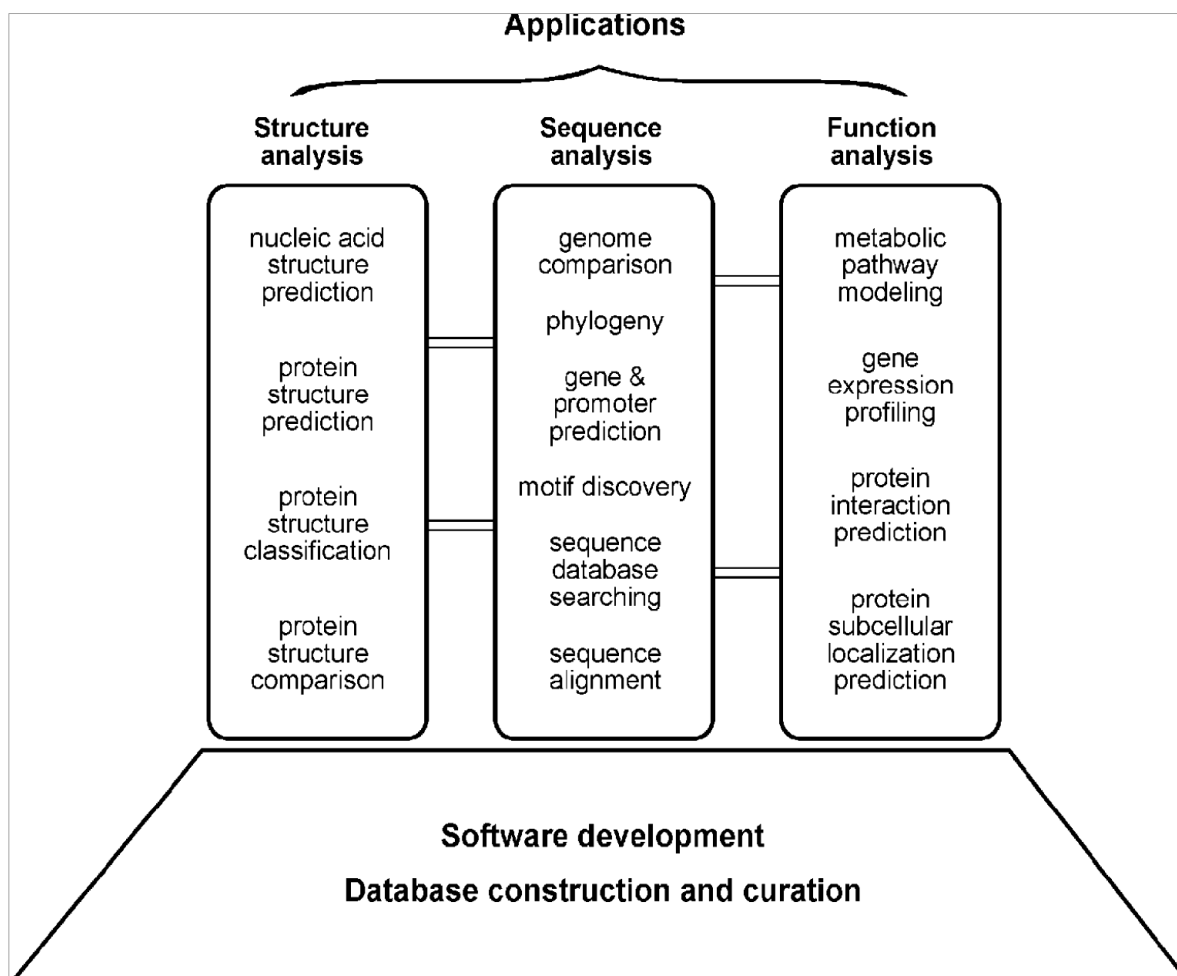 Applications
Structure
analysis
Sequence
analysis
Function
analysis
nucleic acid
structure
prediction
protein
structure
prediction
protein
structure
classification
protein
structure
comparison
genome
comparison
phylogeny
gene &
promoter
prediction
motif discovery
sequence
database
searching
sequence
alignment
metabolic
pathway
modeling
gene
expression
profiling
protein
interaction
prediction
protein
subcellular
localization
prediction
Software development
Database construction and curation